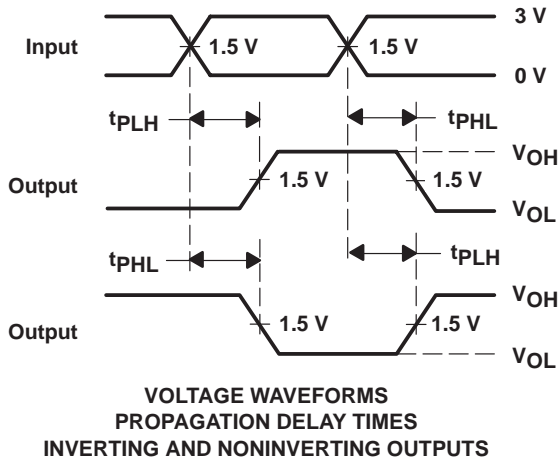 3 V
Input
1.5 V
1.5 V
0 V
tPLH
tPHL
VOH
Output
1.5 V
1.5 V
VOL
tPHL
tPLH
VOH
Output
1.5 V
1.5 V
VOL
VOLTAGE WAVEFORMS
PROPAGATION DELAY TIMES
INVERTING AND NONINVERTING OUTPUTS